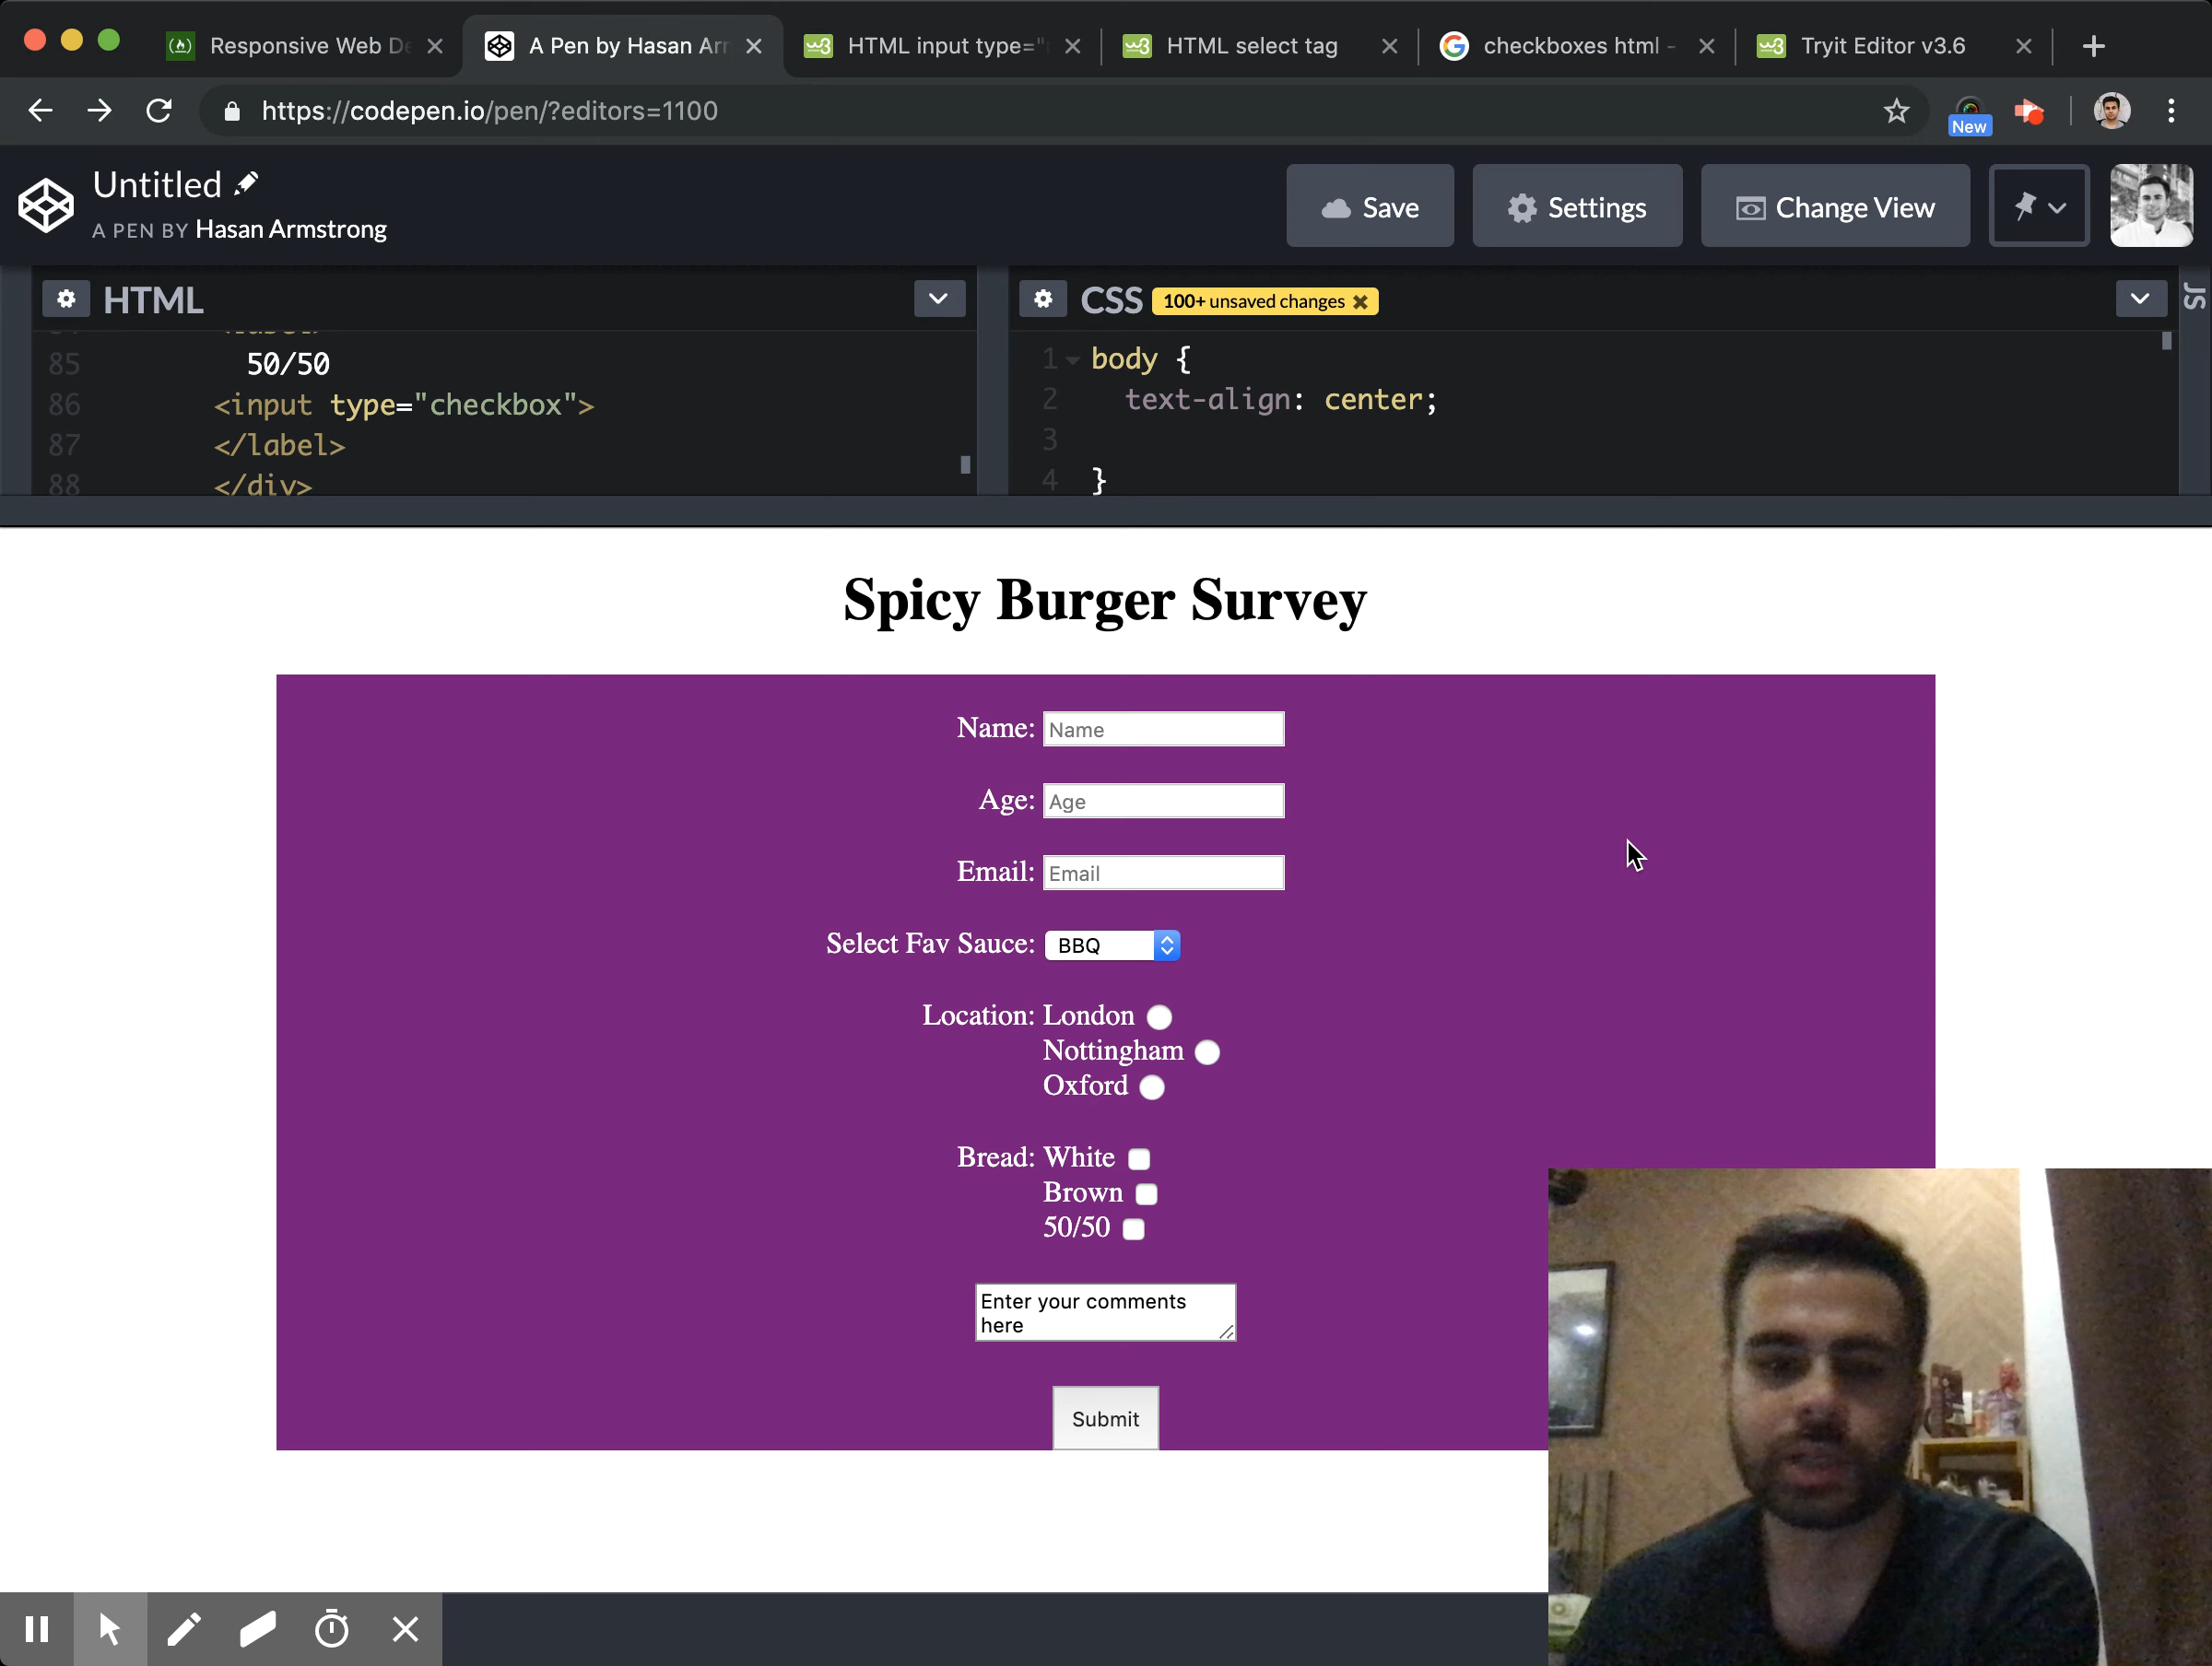 Responsive Web De
A Pen by Hasan Arm
HTML input type="
HTML select tag
checkboxes html -
Tryit Editor v3.6
https://codepen.io/pen/?editors=1100
New
Untitled
A PEN BY Hasan Armstrong
Save
Settings
Change View
HTML
CSS
100+ unsaved changes
JS
85 50/50
86 <input type="checkbox">
87 </label>
88 </div>
1 body {
2 text-align: center;
3
4 }
Spicy Burger Survey
Name: Name
Age: Age
Email: Email
Select Fav Sauce: BBQ
Location: London
Nottingham
Oxford
Bread: White
Brown
50/50
Enter your comments
here
Submit